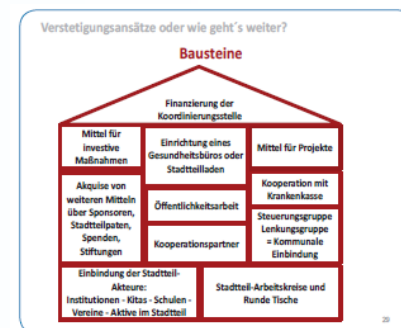 Verstetigungsansätze oder wie geht´s weiter?
Bausteine
Finanzierung der
Koordinierungsstelle
Mittel für
investive
Maßnahmen
Einrichtung eines
Gesundheitsbüros oder
Stadtteilladen
Mittel für Projekte
Akquise von
weiteren Mitteln
über Sponsoren,
Stadtteilpaten,
Spenden,
Stiftungen
Öffentlichkeitsarbeit
Kooperationspartner
Kooperation mit
Krankenkasse
Steuerungsgruppe
Lenkungsgruppe
= Kommunale
Einbindung
Einbindung der Stadtteil-
Akteure:
Institutionen - Kitas - Schulen -
Vereine - Aktive im Stadtteil
Stadtteil-Arbeitskreise und
Runde Tische
29